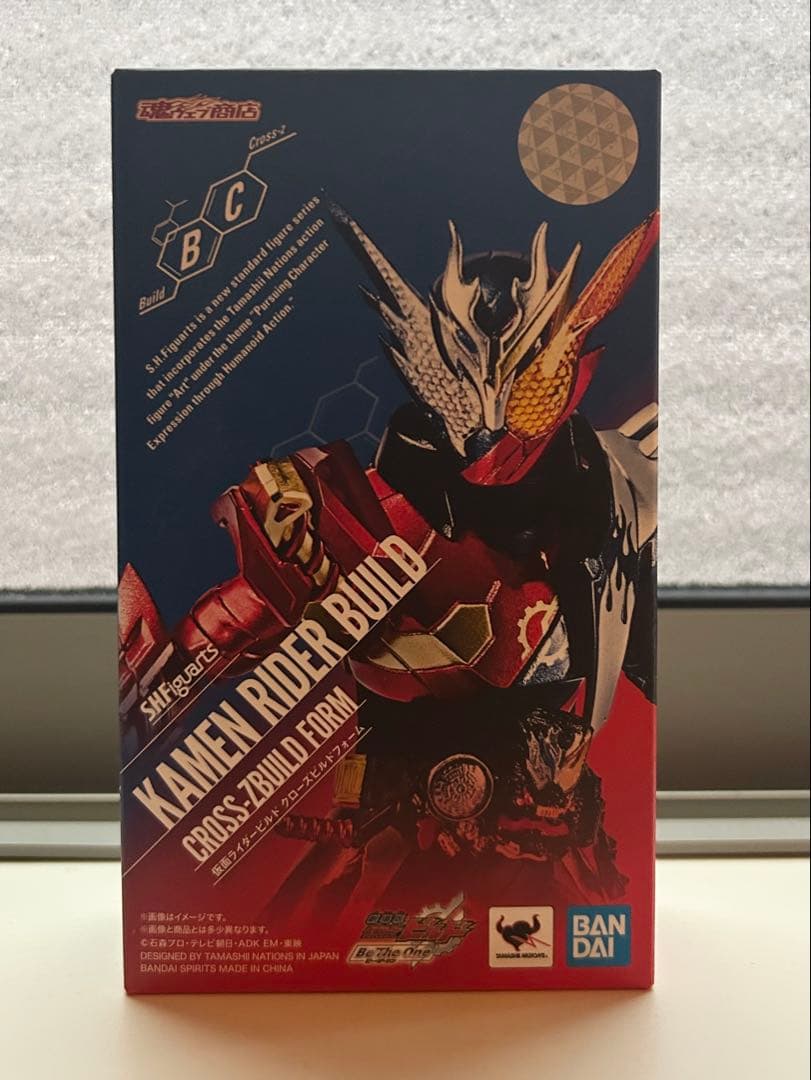 魂ウェブ商店
Cross-Z
B C
Build
S.H.Figuarts is a new standard figure series
that incorporates the Tamashii Nations action
figure "Art" under the theme "Pursuing Character
Expression through Humanoid Action."
S.H.Figuarts
KAMEN RIDER BUILD
CROSS-ZBUILD FORM
仮面ライダービルド クローズビルドフォーム
※画像はイメージです。
※画像と商品とは多少異なります。
©石森プロ・テレビ朝日・ADK EM・東映
DESIGNED BY TAMASHII NATIONS IN JAPAN
BANDAI SPIRITS MADE IN CHINA
ビルド
Be The One
TAMASHII NATIONS
BAN
DAI